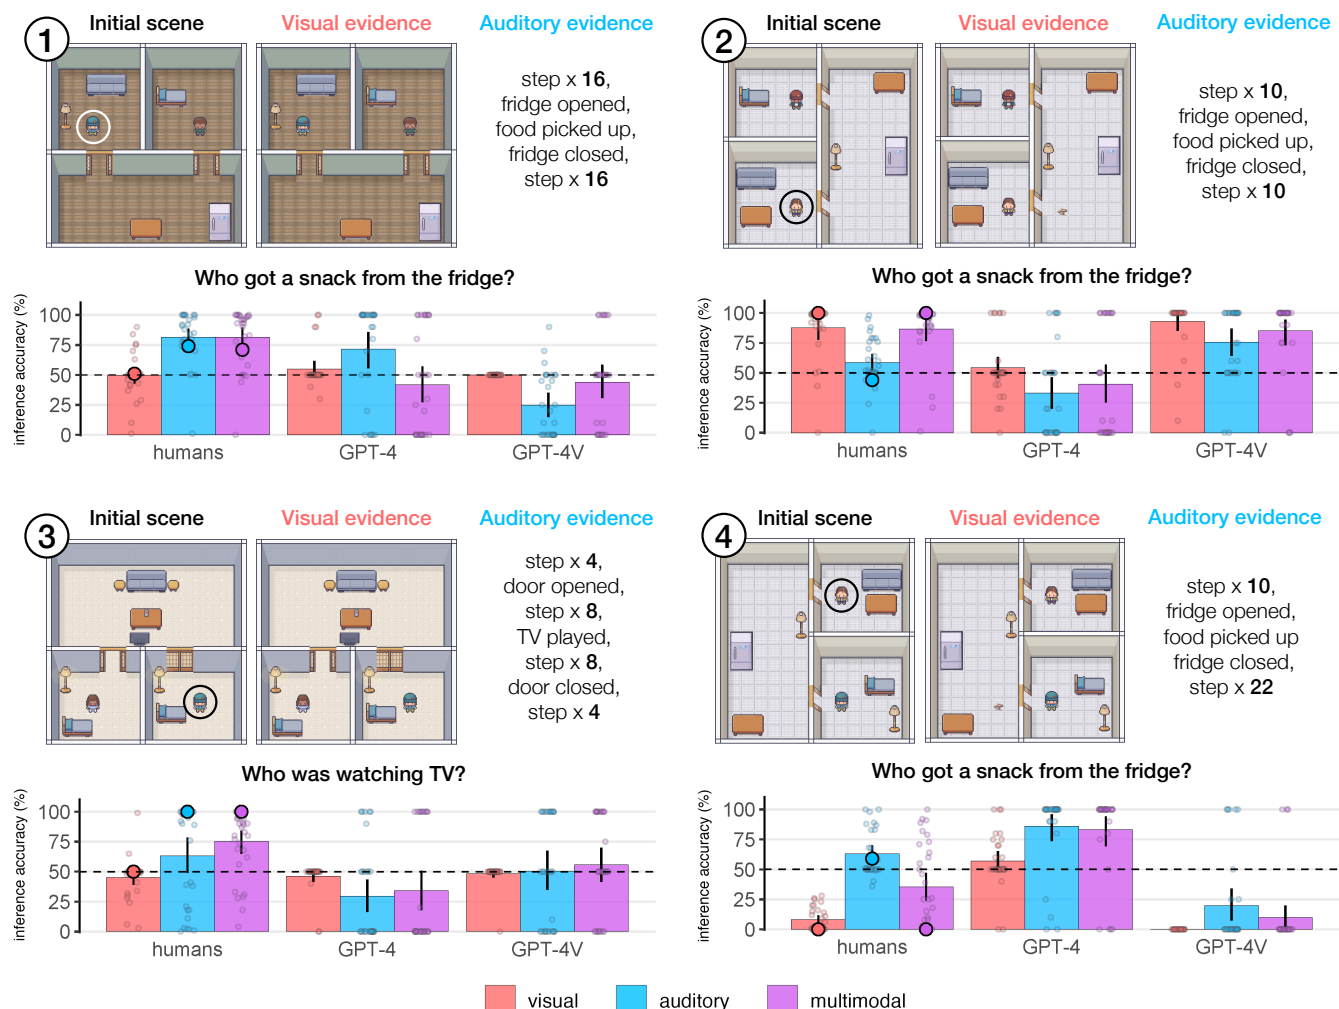 1
Initial scene
Visual evidence
Auditory evidence
step x 16,
fridge opened,
food picked up,
fridge closed,
step x 16
Who got a snack from the fridge?
inference accuracy (%)
100
75
50
25
0
humans
GPT-4
GPT-4V
2
Initial scene
Visual evidence
Auditory evidence
step x 10,
fridge opened,
food picked up,
fridge closed,
step x 10
Who got a snack from the fridge?
inference accuracy (%)
100
75
50
25
0
humans
GPT-4
GPT-4V
3
Initial scene
Visual evidence
Auditory evidence
step x 4,
door opened,
step x 8,
TV played,
step x 8,
door closed,
step x 4
Who was watching TV?
inference accuracy (%)
100
75
50
25
0
humans
GPT-4
GPT-4V
4
Initial scene
Visual evidence
Auditory evidence
step x 10,
fridge opened,
food picked up
fridge closed,
step x 22
Who got a snack from the fridge?
inference accuracy (%)
100
75
50
25
0
humans
GPT-4
GPT-4V
visual
auditory
multimodal